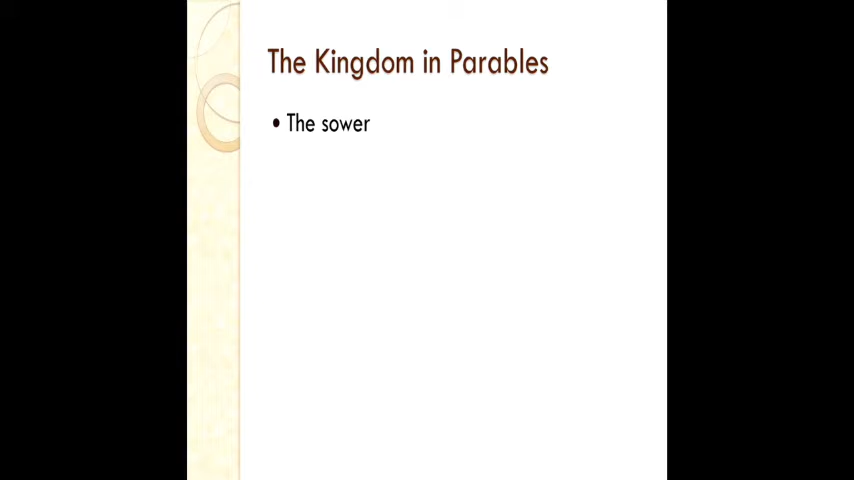 The Kingdom in Parables
• The sower